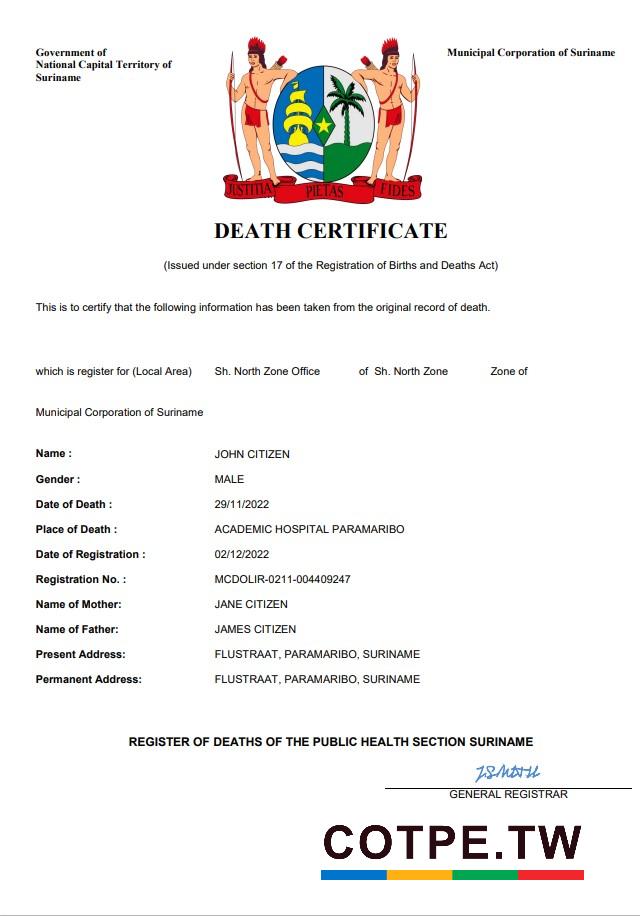 Government of
National Capital Territory of
Suriname
Municipal Corporation of Suriname
JUSTITIA PIETAS FIDES
DEATH CERTIFICATE
(Issued under section 17 of the Registration of Births and Deaths Act)
This is to certify that the following information has been taken from the original record of death.
which is register for (Local Area) Sh. North Zone Office of Sh. North Zone Zone of
Municipal Corporation of Suriname
Name : JOHN CITIZEN
Gender : MALE
Date of Death : 29/11/2022
Place of Death : ACADEMIC HOSPITAL PARAMARIBO
Date of Registration : 02/12/2022
Registration No. : MCDOLIR-0211-004409247
Name of Mother: JANE CITIZEN
Name of Father: JAMES CITIZEN
Present Address: FLUSTRAAT, PARAMARIBO, SURINAME
Permanent Address: FLUSTRAAT, PARAMARIBO, SURINAME
REGISTER OF DEATHS OF THE PUBLIC HEALTH SECTION SURINAME
GENERAL REGISTRAR
COTPE.TW